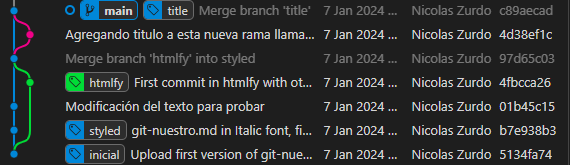 main title Merge branch 'title' 7 Jan 2024 ... Nicolas Zurdo c89aecad
Agregando titulo a esta nueva rama llama... 7 Jan 2024 ... Nicolas Zurdo 4d38ef1c
Merge branch 'htmlfy' into styled 7 Jan 2024 ... Nicolas Zurdo 97d65c03
htmlfy First commit in htmlfy with ot... 7 Jan 2024 ... Nicolas Zurdo 4fbcca26
Modificación del texto para probar 7 Jan 2024 ... Nicolas Zurdo 01b45c15
styled git-nuestro.md in Italic font, fi... 7 Jan 2024 ... Nicolas Zurdo b7e938b3
inicial Upload first version of git-nue... 7 Jan 2024 ... Nicolas Zurdo 5134fa74